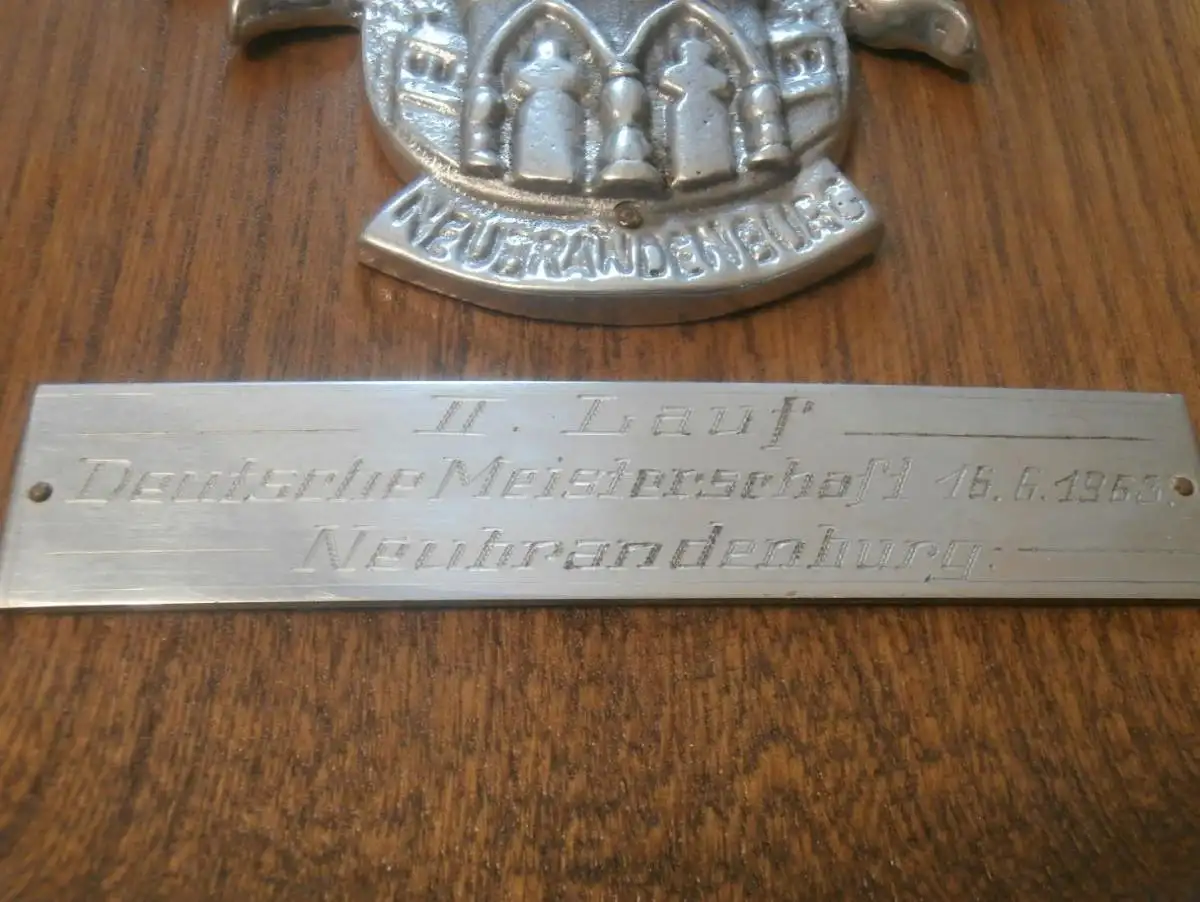 NEUBRANDENBURG
II. Lauf
Deutsche Meisterschaft 16.6.1963.
Neubrandenburg.